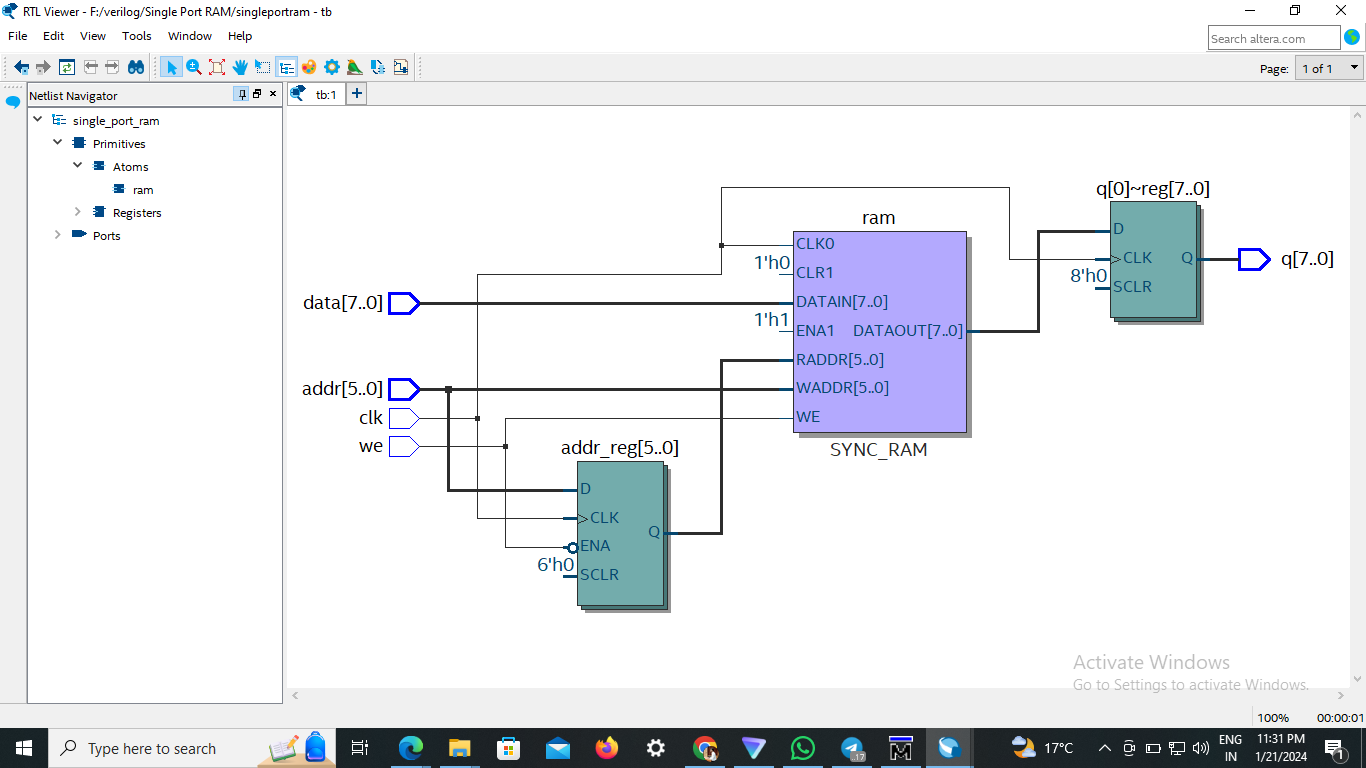 RTL Viewer - F:/verilog/Single Port RAM/singleportram - tb
File Edit View Tools Window Help
Search altera.com
Page: 1 of 1
Netlist Navigator
tb:1
single_port_ram
Primitives
Atoms
ram
Registers
Ports
q[0]~reg[7..0]
D
CLK
Q
8'h0
SCLR
q[7..0]
ram
CLK0
1'h0
CLR1
DATAIN[7..0]
1'h1
ENA1 DATAOUT[7..0]
RADDR[5..0]
WADDR[5..0]
WE
SYNC_RAM
data[7..0]
addr[5..0]
clk
we
addr_reg[5..0]
D
CLK
Q
ENA
6'h0
SCLR
Activate Windows
Go to Settings to activate Windows.
100% 00:00:01
Type here to search
17
17°C
ENG
IN
11:31 PM
1/21/2024
1